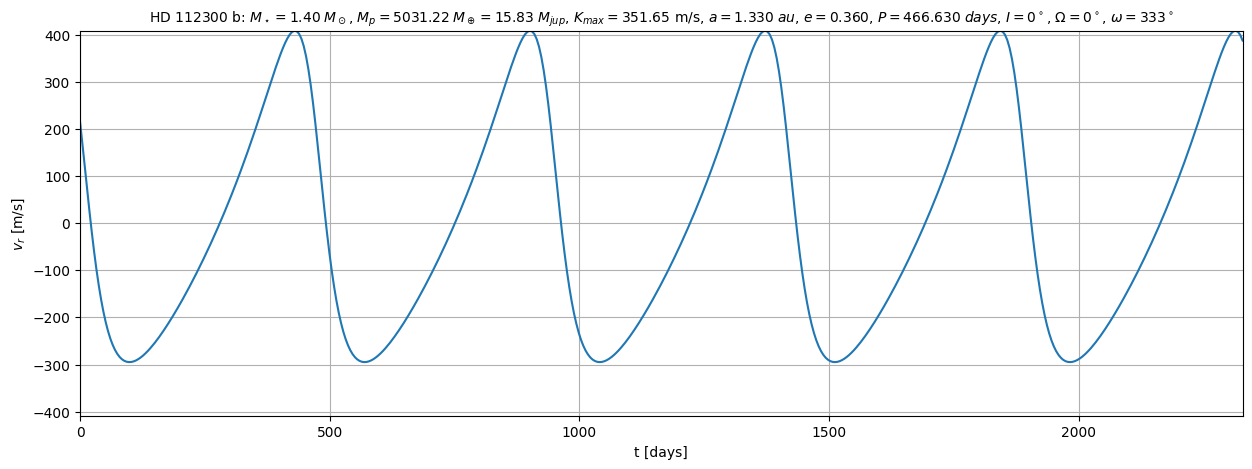 HD 112300 b: M⋆ = 1.40 M⊙, Mp = 5031.22 M⊕ = 15.83 Mjup, Kmax = 351.65 m/s, a = 1.330 au, e = 0.360, P = 466.630 days, I = 0°, Ω = 0°, ω = 333°
400
300
200
100
0
−100
−200
−300
−400
vr [m/s]
0 500 1000 1500 2000
t [days]